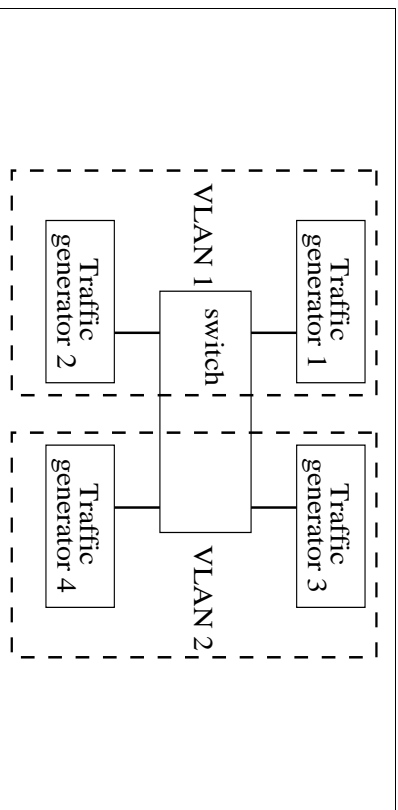 Traffic
generator 1
Traffic
generator 3
VLAN 1
switch
VLAN 2
Traffic
generator 2
Traffic
generator 4